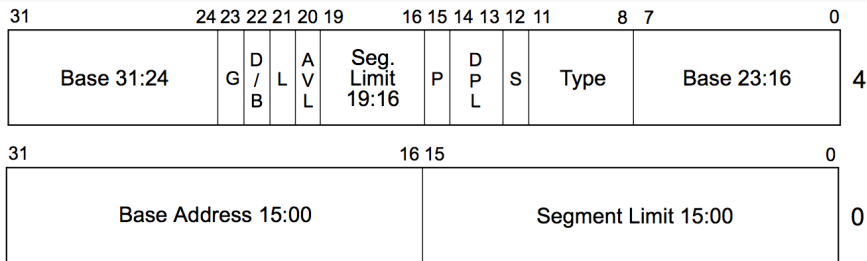 31 24 23 22 21 20 19 16 15 14 13 12 11 8 7 0
Base 31:24 G D/B L AVL Seg. Limit 19:16 P DPL S Type Base 23:16 4
31 16 15 0
Base Address 15:00 Segment Limit 15:00 0